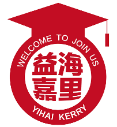 WELCOME TO JOIN US
益海
嘉里
YIHAI KERRY